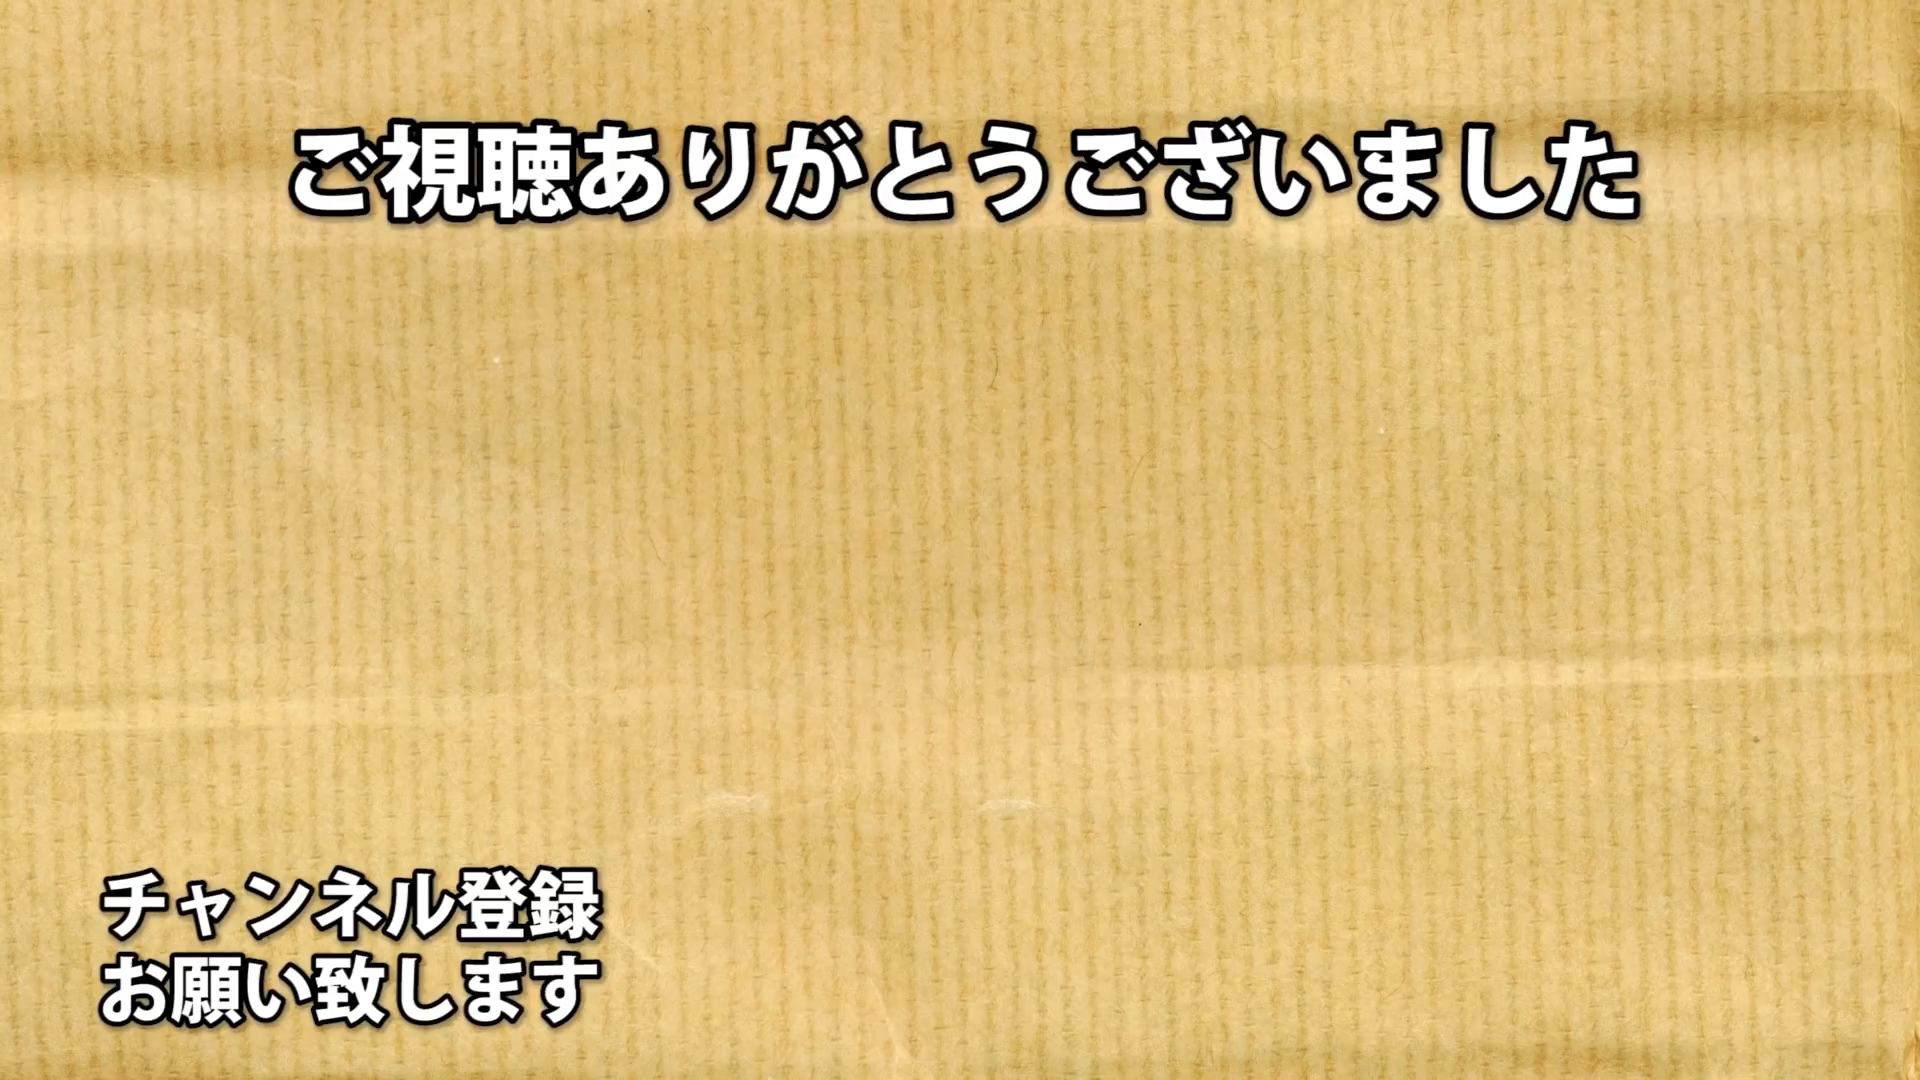 ご視聴ありがとうございました
チャンネル登録
お願い致します